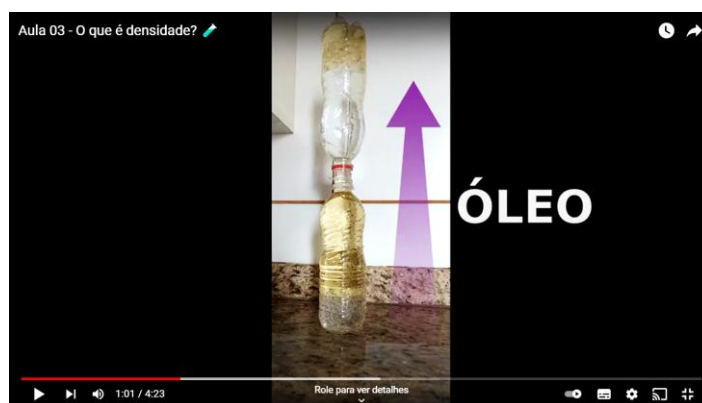 Aula 03 - O que é densidade? 🧪
ÓLEO
1:01 / 4:23
Role para ver detalhes